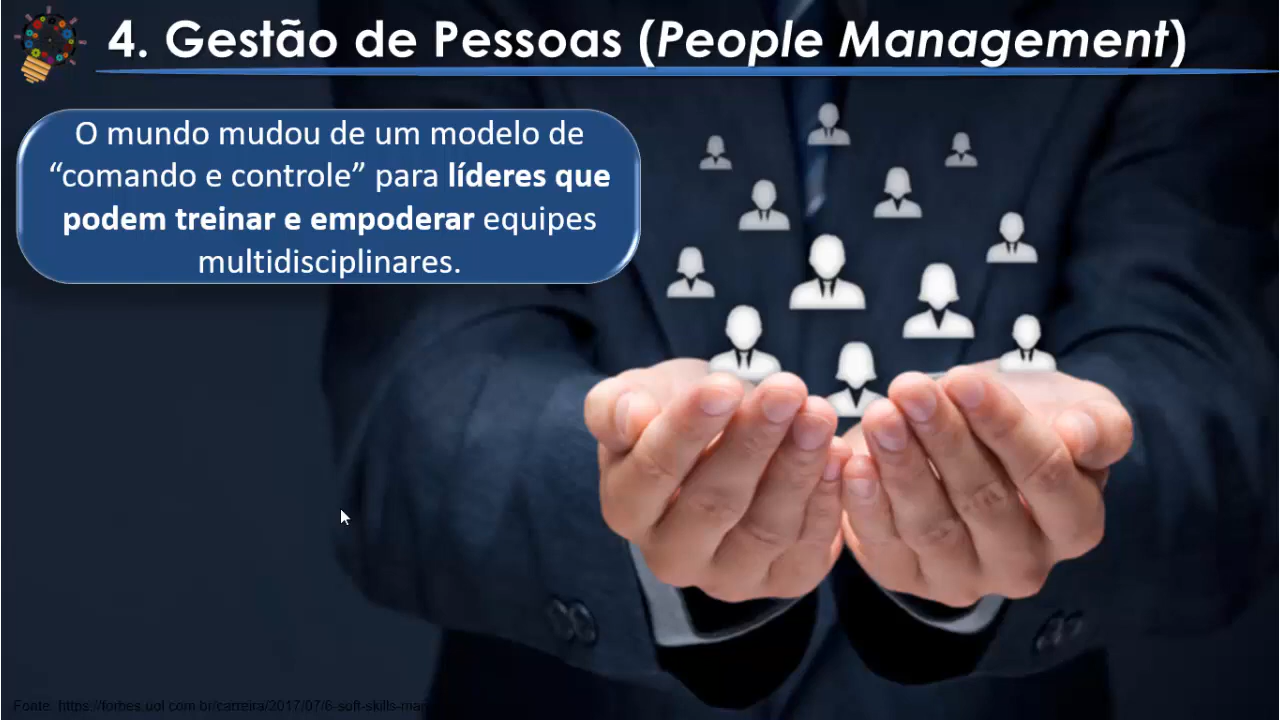 4. Gestão de Pessoas (People Management)
O mundo mudou de um modelo de
“comando e controle” para líderes que
podem treinar e empoderar equipes
multidisciplinares.
Fonte: https://forbes.uol.com.br/carreira/2017/07/6-soft-skills-mar